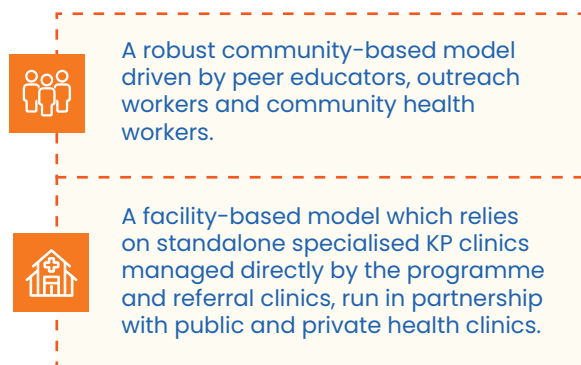 A robust community-based model
driven by peer educators, outreach
workers and community health
workers.
A facility-based model which relies
on standalone specialised KP clinics
managed directly by the programme
and referral clinics, run in partnership
with public and private health clinics.